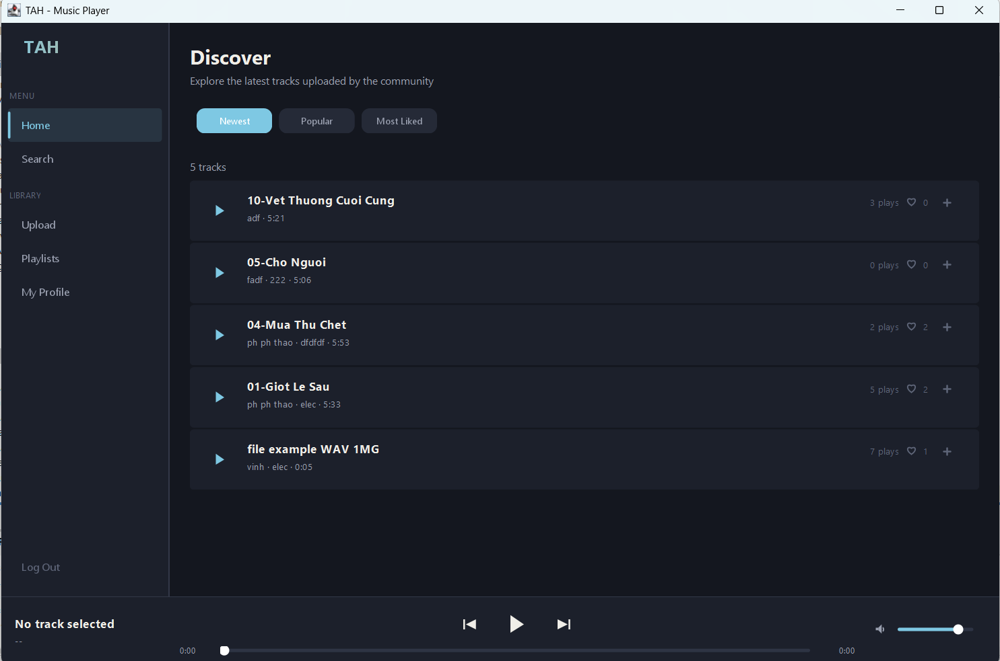 TAH - Music Player
TAH
MENU
Home
Search
LIBRARY
Upload
Playlists
My Profile
Log Out
Discover
Explore the latest tracks uploaded by the community
Newest Popular Most Liked
5 tracks
10-Vet Thuong Cuoi Cung
adf · 5:21
3 plays 0
05-Cho Nguoi
fadf · 222 · 5:06
0 plays 0
04-Mua Thu Chet
ph ph thao · dfdfdf · 5:53
2 plays 2
01-Giot Le Sau
ph ph thao · elec · 5:33
5 plays 2
file example WAV 1MG
vinh · elec · 0:05
7 plays 1
No track selected
--
0:00 0:00